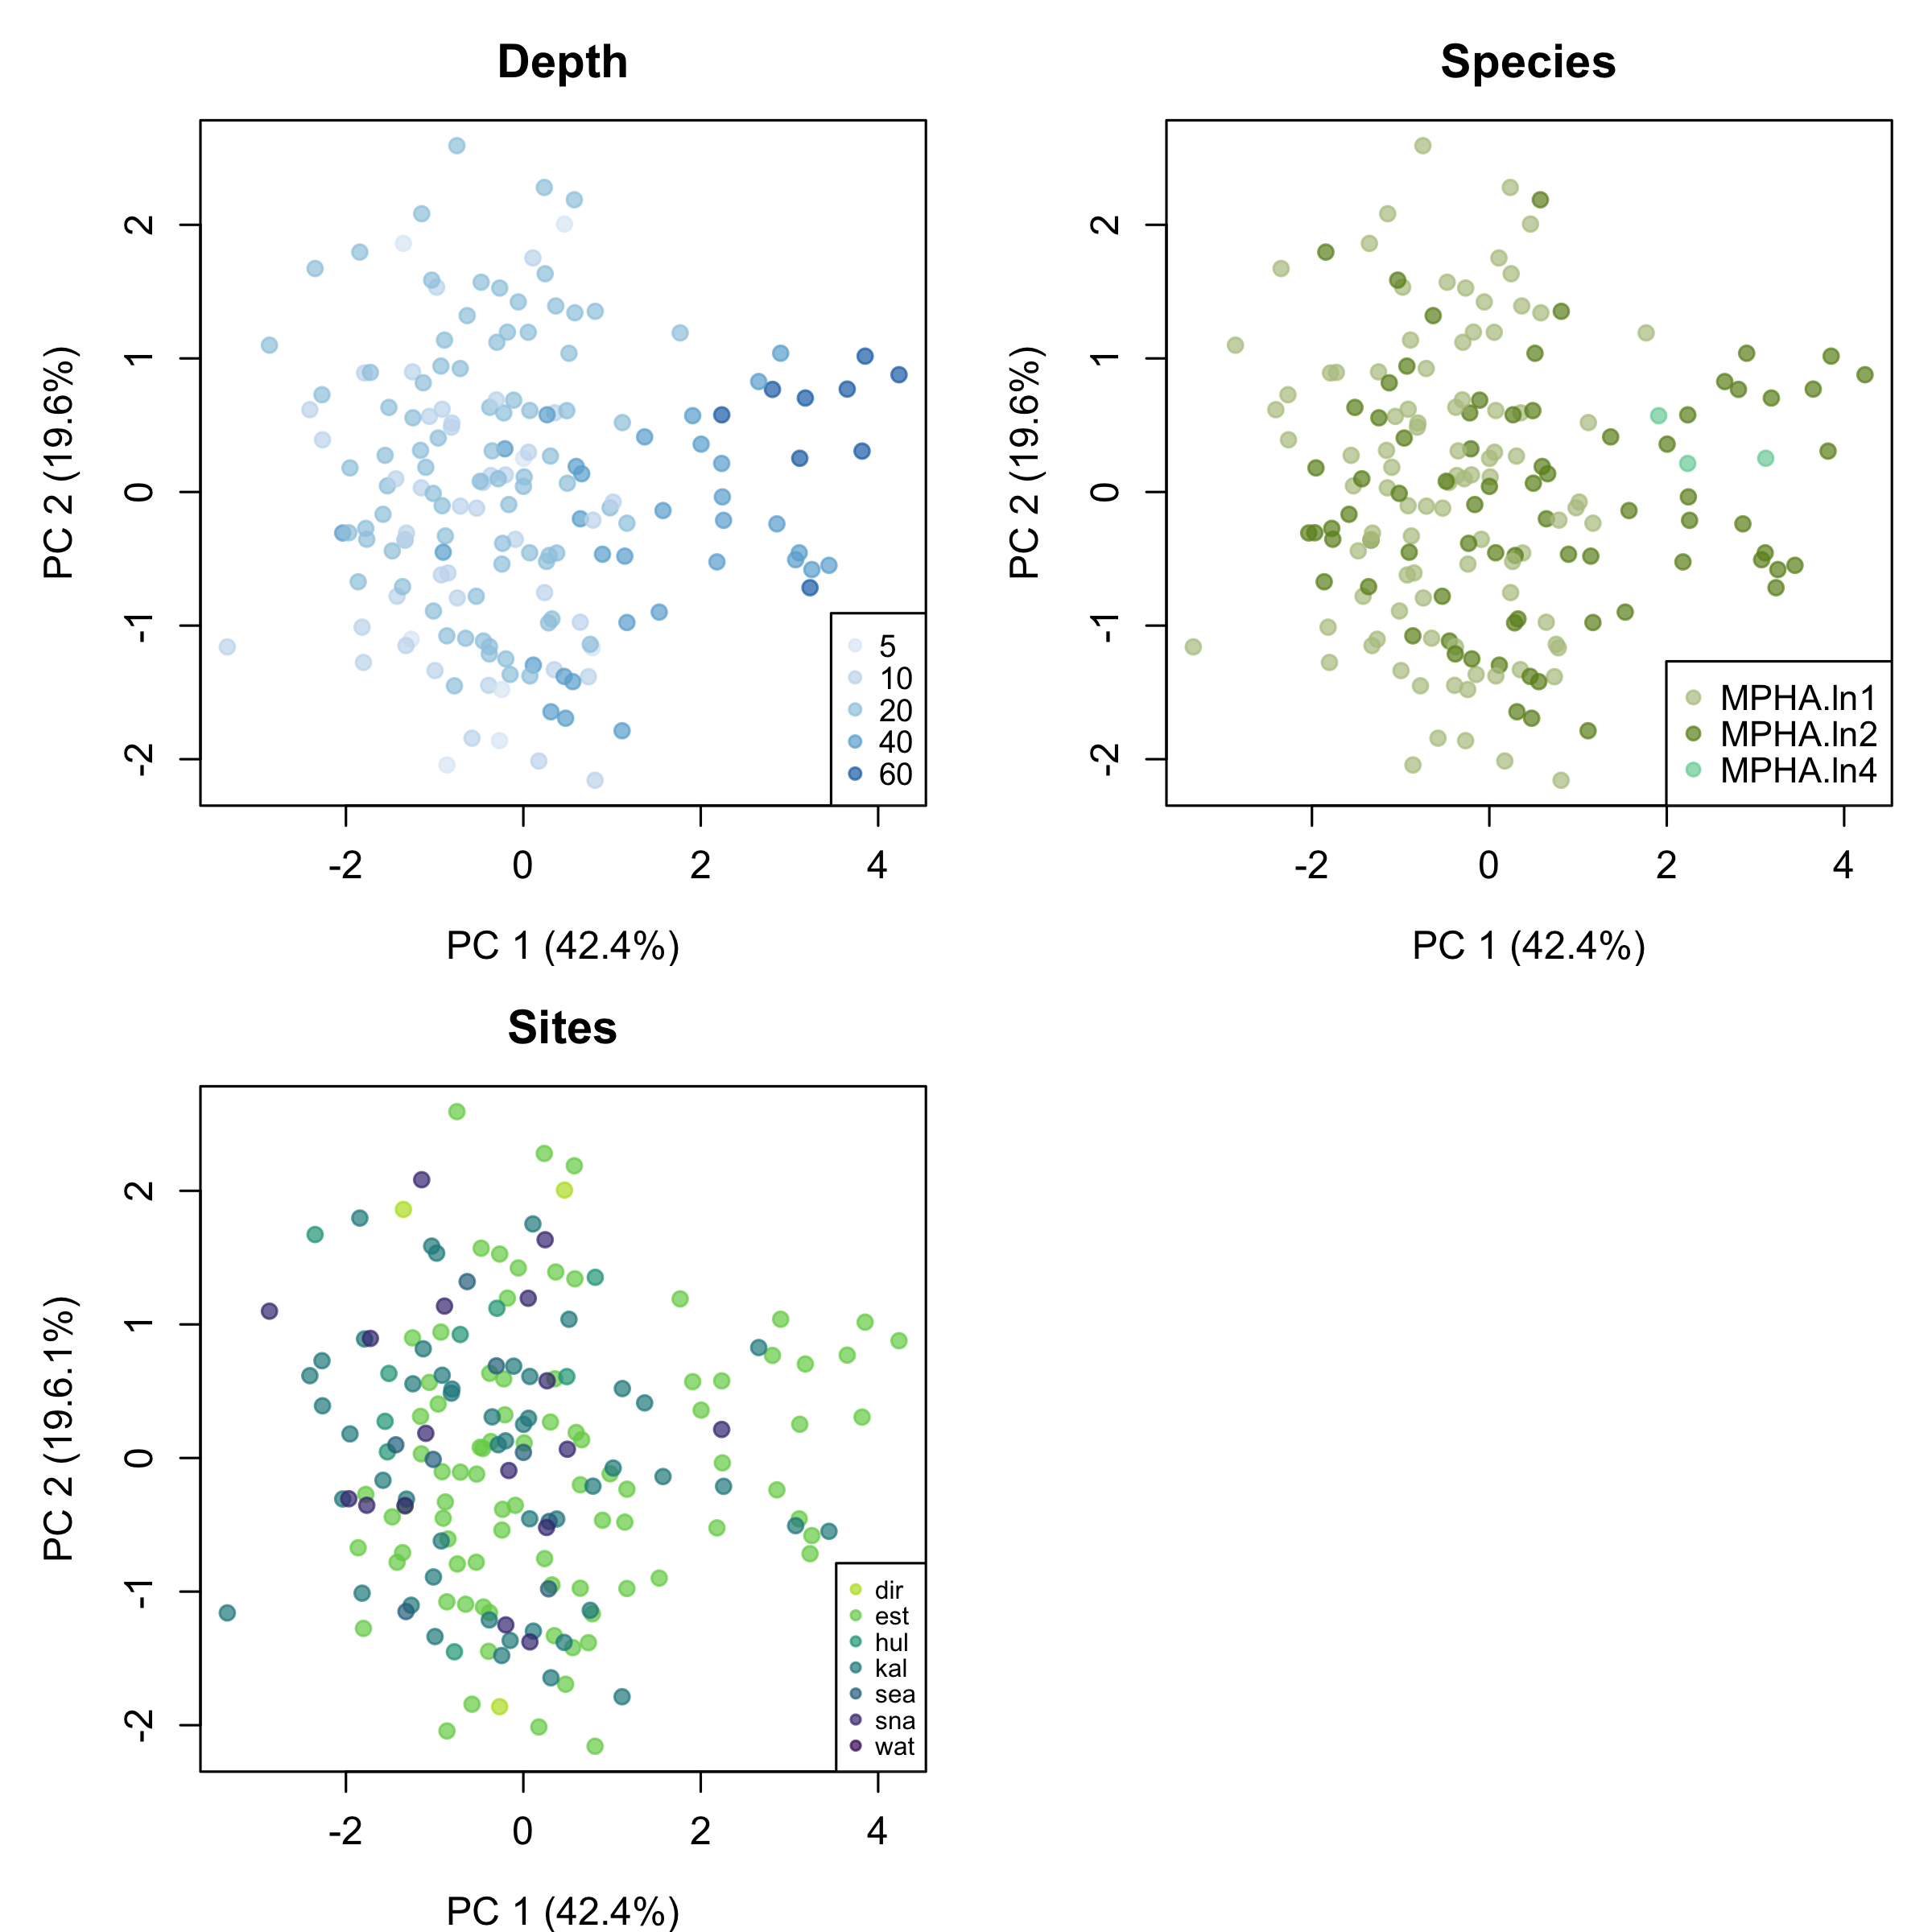 Depth
PC 2 (19.6%)
2
1
0
-1
-2
5
10
20
40
60
-2 0 2 4
PC 1 (42.4%)
Species
PC 2 (19.6%)
2
1
0
-1
-2
MPHA.ln1
MPHA.ln2
MPHA.ln4
-2 0 2 4
PC 1 (42.4%)
Sites
PC 2 (19.6.1%)
2
1
0
-1
-2
dir
est
hul
kal
sea
sna
wat
-2 0 2 4
PC 1 (42.4%)